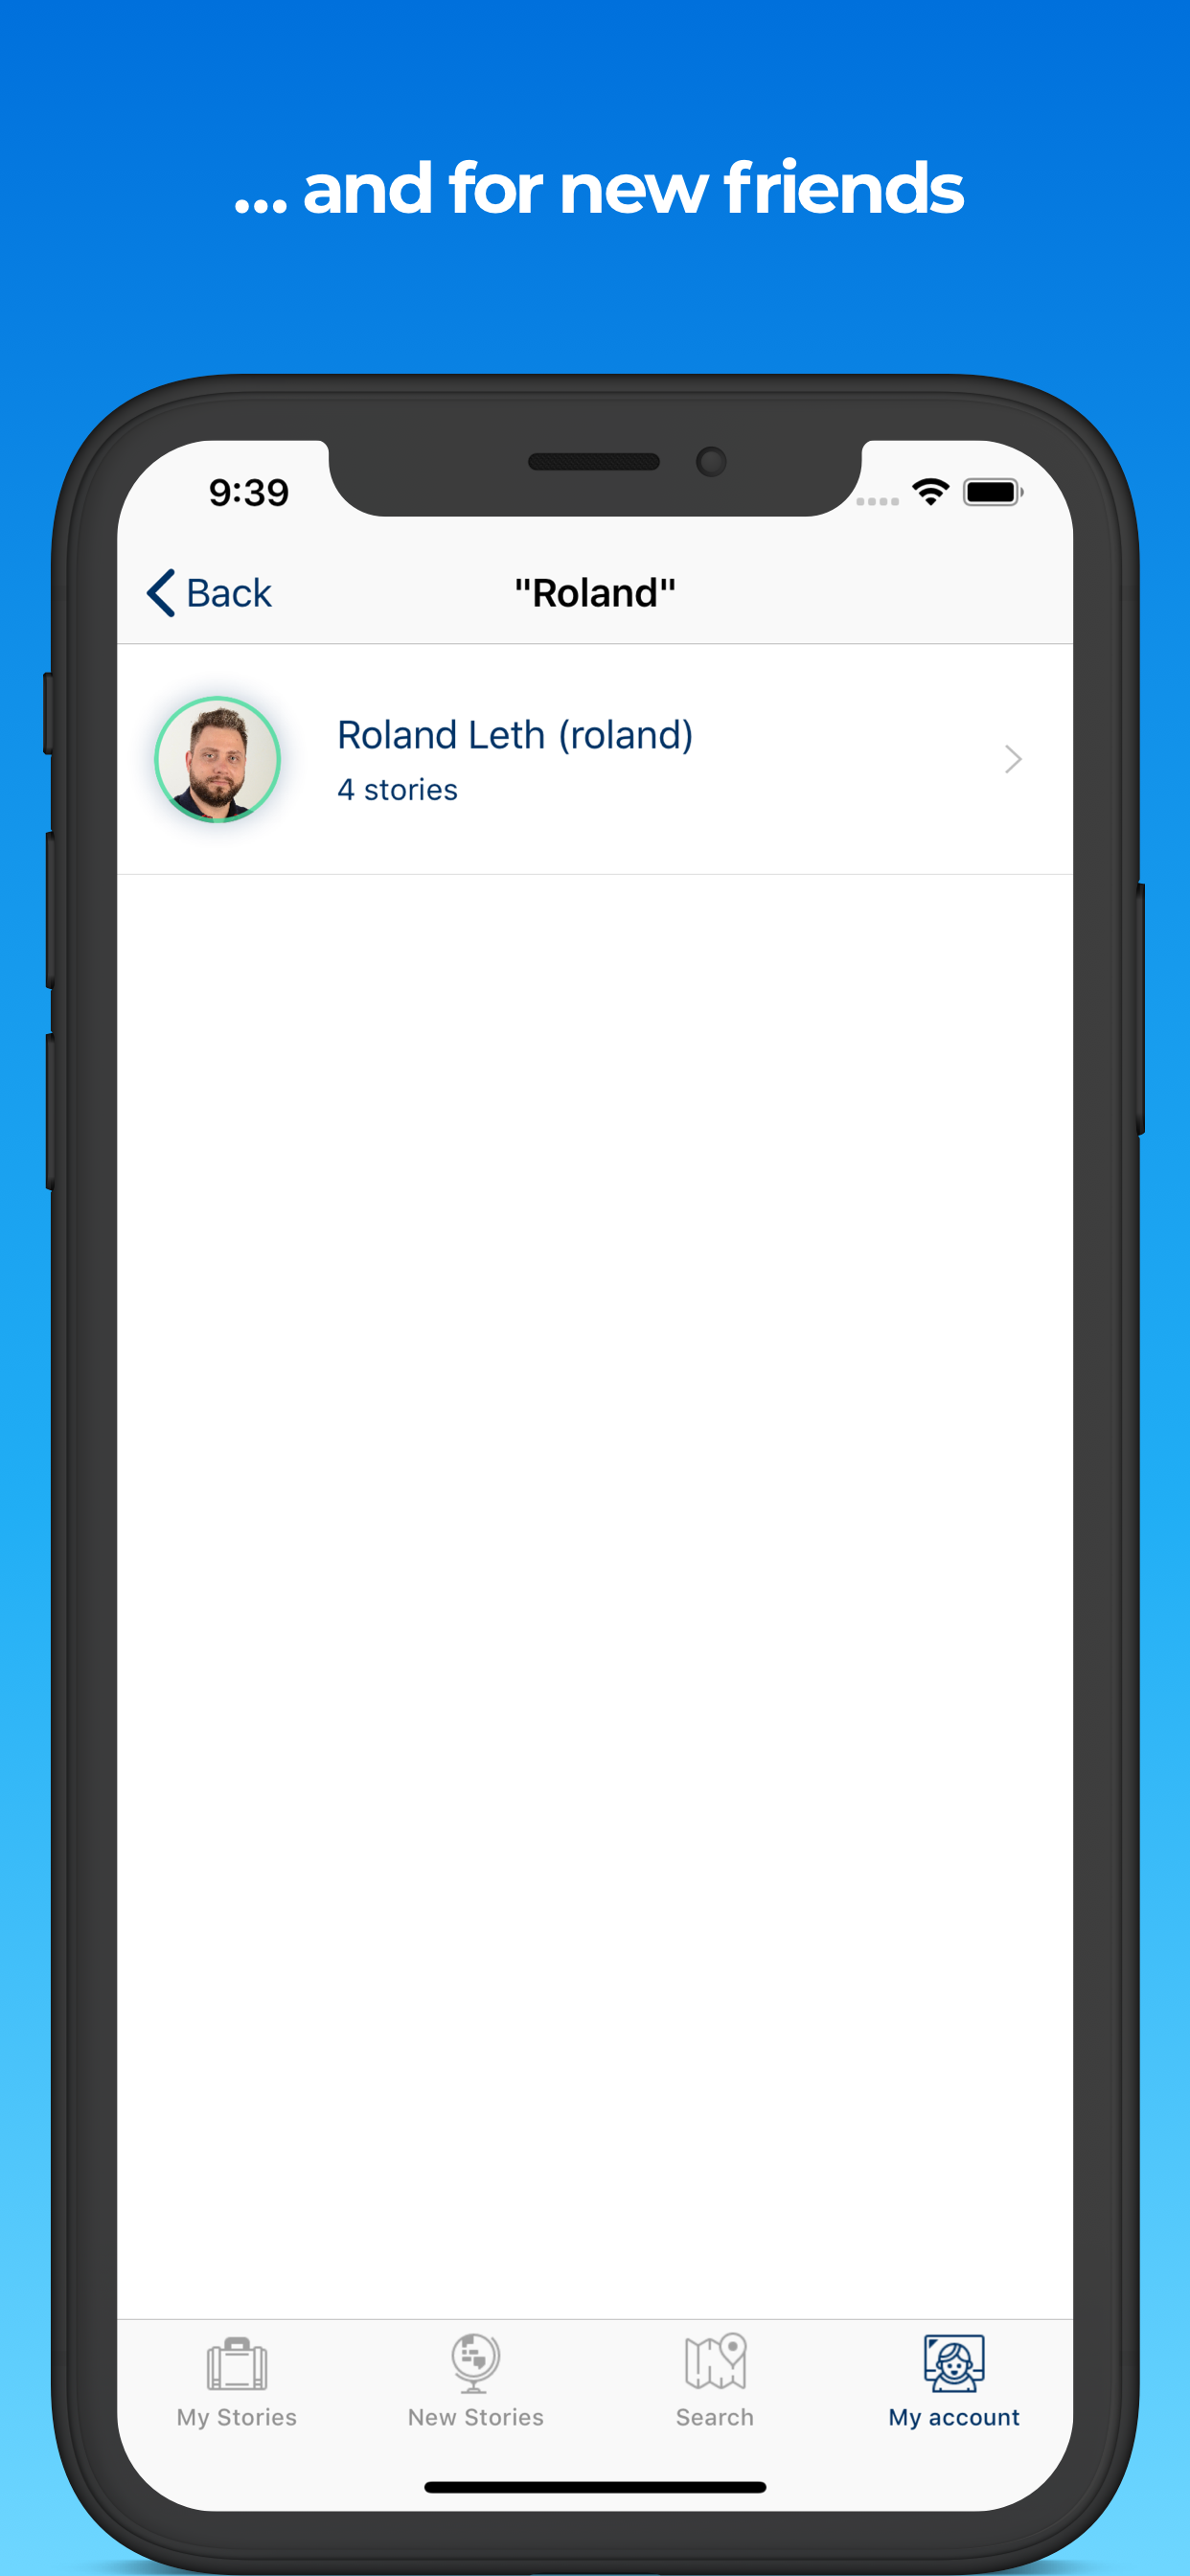 ... and for new friends
9:39
Back
"Roland"
Roland Leth (roland)
4 stories
My Stories
New Stories
Search
My account